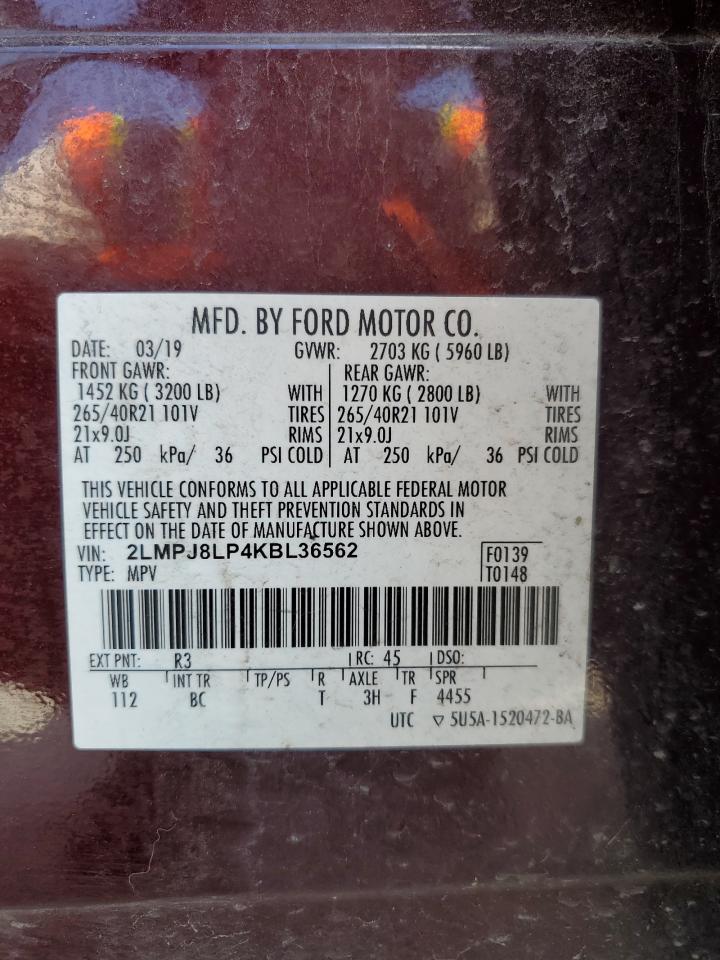 MFD. BY FORD MOTOR CO.
DATE: 03/19 GVWR: 2703 KG ( 5960 LB)
FRONT GAWR: REAR GAWR:
1452 KG ( 3200 LB) WITH 1270 KG ( 2800 LB) WITH
265/40R21 101V TIRES 265/40R21 101V TIRES
21x9.0J RIMS 21x9.0J RIMS
AT 250 kPa/ 36 PSI COLD AT 250 kPa/ 36 PSI COLD
THIS VEHICLE CONFORMS TO ALL APPLICABLE FEDERAL MOTOR
VEHICLE SAFETY AND THEFT PREVENTION STANDARDS IN
EFFECT ON THE DATE OF MANUFACTURE SHOWN ABOVE.
VIN: 2LMPJ8LP4KBL36562 F0139
TYPE: MPV T0148
EXT PNT: R3 RC: 45 DSO:
WB INT TR TP/PS R AXLE TR SPR
112 BC T 3H F 4455
UTC ▽ 5U5A-1520472-BA